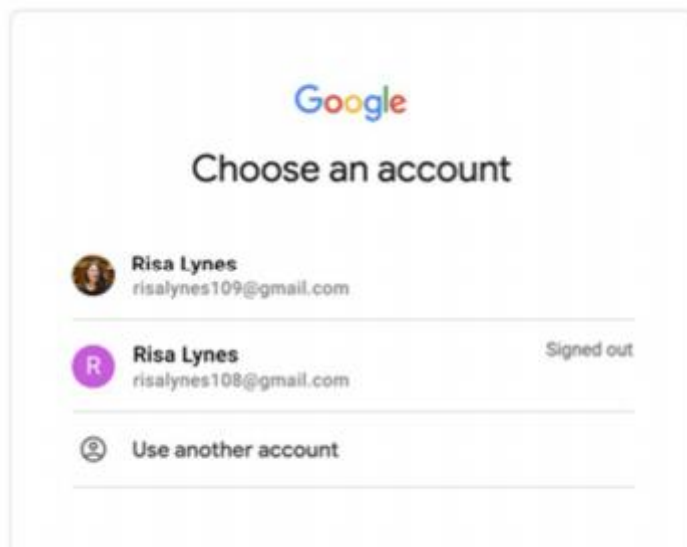 Google
Choose an account
Risa Lynes
risalynes109@gmail.com
Risa Lynes
Signed out
R
risalynes108@gmail.com
Use another account